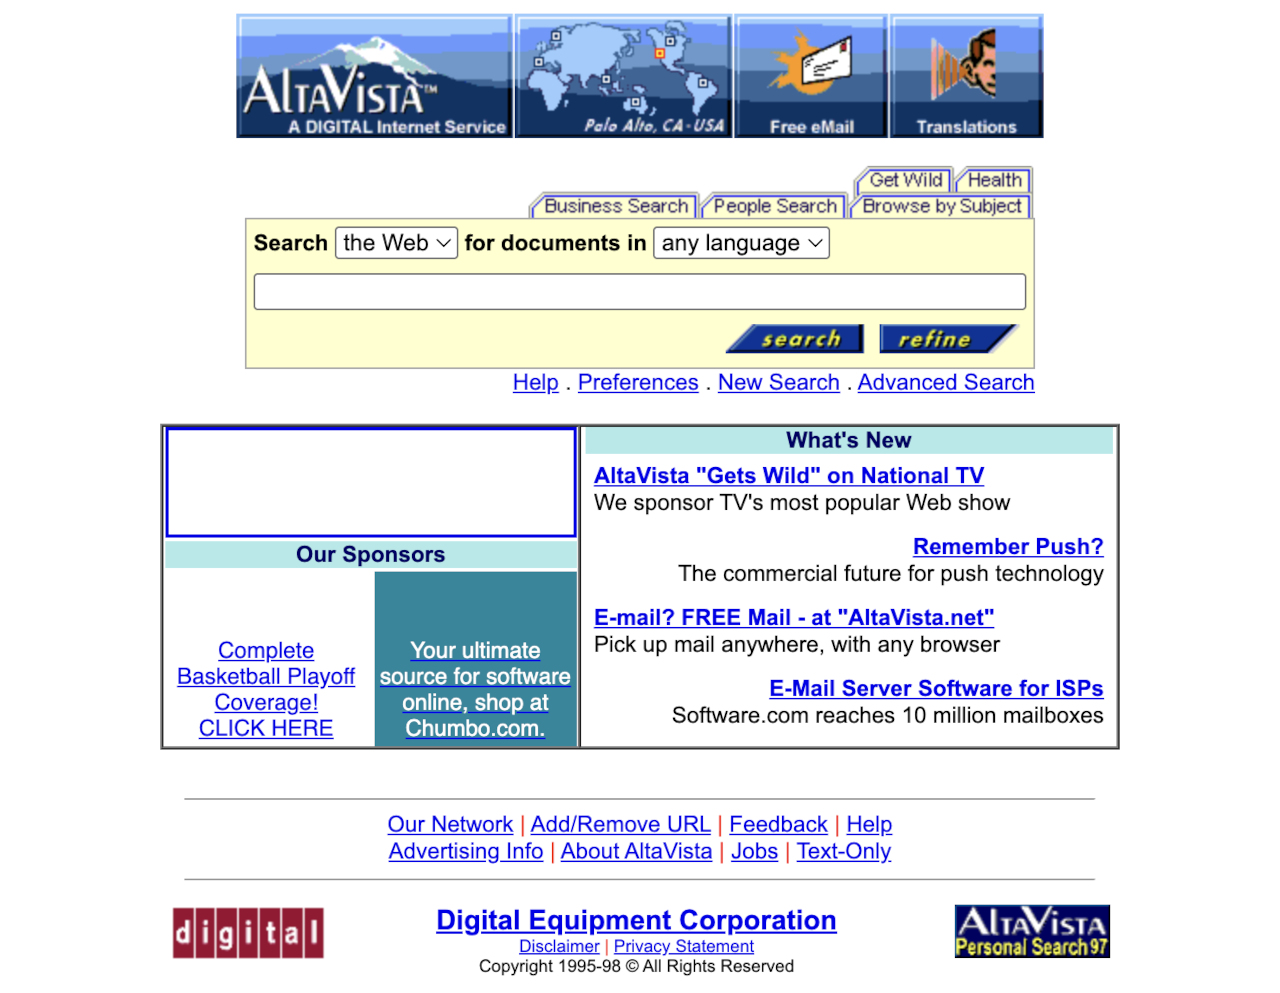 ALTAVISTA™
A DIGITAL Internet Service
Palo Alto, CA - USA
Free eMail
Translations
Get Wild Health
Business Search People Search Browse by Subject
Search the Web for documents in any language
search refine
Help . Preferences . New Search . Advanced Search
What's New
AltaVista "Gets Wild" on National TV
We sponsor TV's most popular Web show
Remember Push?
The commercial future for push technology
E-mail? FREE Mail - at "AltaVista.net"
Pick up mail anywhere, with any browser
E-Mail Server Software for ISPs
Software.com reaches 10 million mailboxes
Our Sponsors
Complete
Basketball Playoff
Coverage!
CLICK HERE
Your ultimate
source for software
online, shop at
Chumbo.com.
Our Network | Add/Remove URL | Feedback | Help
Advertising Info | About AltaVista | Jobs | Text-Only
digital
Digital Equipment Corporation
Disclaimer | Privacy Statement
Copyright 1995-98 © All Rights Reserved
ALTAVISTA
Personal Search97